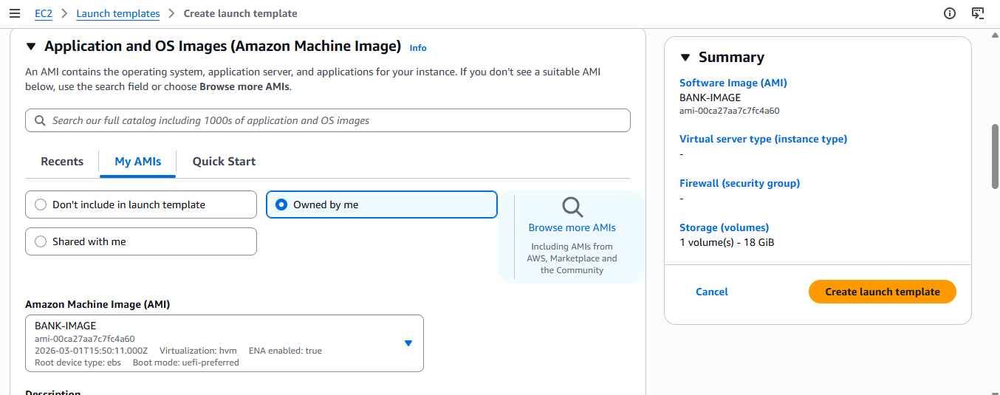 EC2 > Launch templates > Create launch template
Application and OS Images (Amazon Machine Image) Info
An AMI contains the operating system, application server, and applications for your instance. If you don't see a suitable AMI
below, use the search field or choose Browse more AMIs.
Search our full catalog including 1000s of application and OS images
Recents My AMIs Quick Start
Don't include in launch template
Owned by me
Shared with me
Browse more AMIs
Including AMIs from
AWS, Marketplace and
the Community
Amazon Machine Image (AMI)
BANK-IMAGE
ami-00ca27aa7c7fc4a60
2026-03-01T15:50:11.000Z Virtualization: hvm ENA enabled: true
Root device type: ebs Boot mode: uefi-preferred
Description
Summary
Software Image (AMI)
BANK-IMAGE
ami-00ca27aa7c7fc4a60
Virtual server type (instance type)
-
Firewall (security group)
-
Storage (volumes)
1 volume(s) - 18 GiB
Cancel
Create launch template